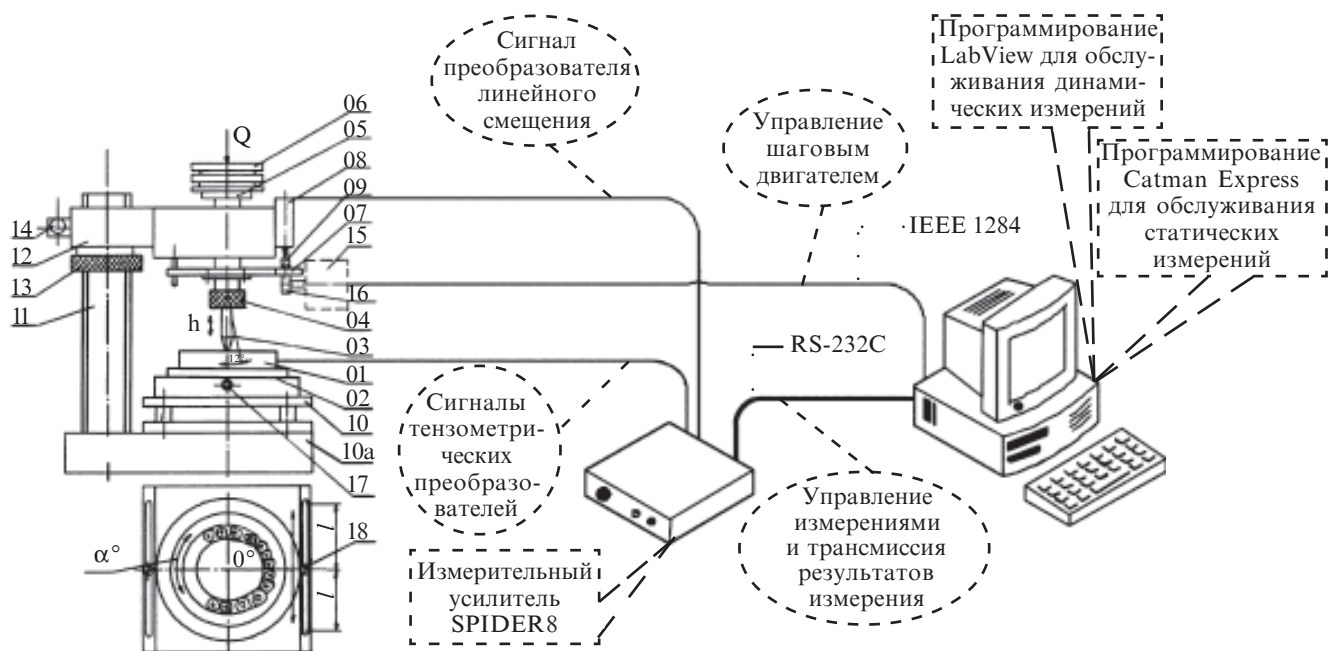 Сигнал
преобразователя
линейного
смещения
Программирование
LabView для обслу-
живания динами-
ческих измерений
Управление
шаговым
двигателем
Программирование
Catman Express
для обслуживания
статических
измерений
IEEE 1284
RS-232C
06
Q
05
08
09
07
15
14
12
13
11
16
04
h
03
12°
01
02
10
10a
17
18
α°
0°
l
l
Сигналы
тензометри-
ческих
преобразо-
вателей
Измерительный
усилитель
SPIDER8
Управление
измерениями
и трансмиссия
результатов
измерения